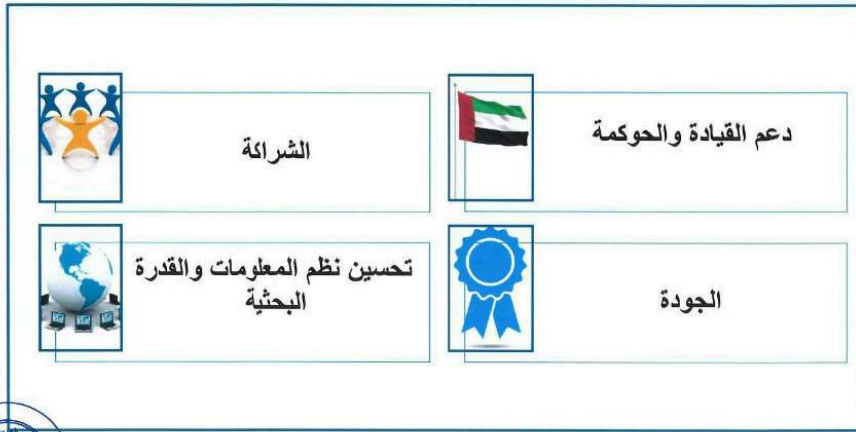 دعم القيادة والحوكمة
الشراكة
الجودة
تحسين نظم المعلومات والقدرة
البحثية